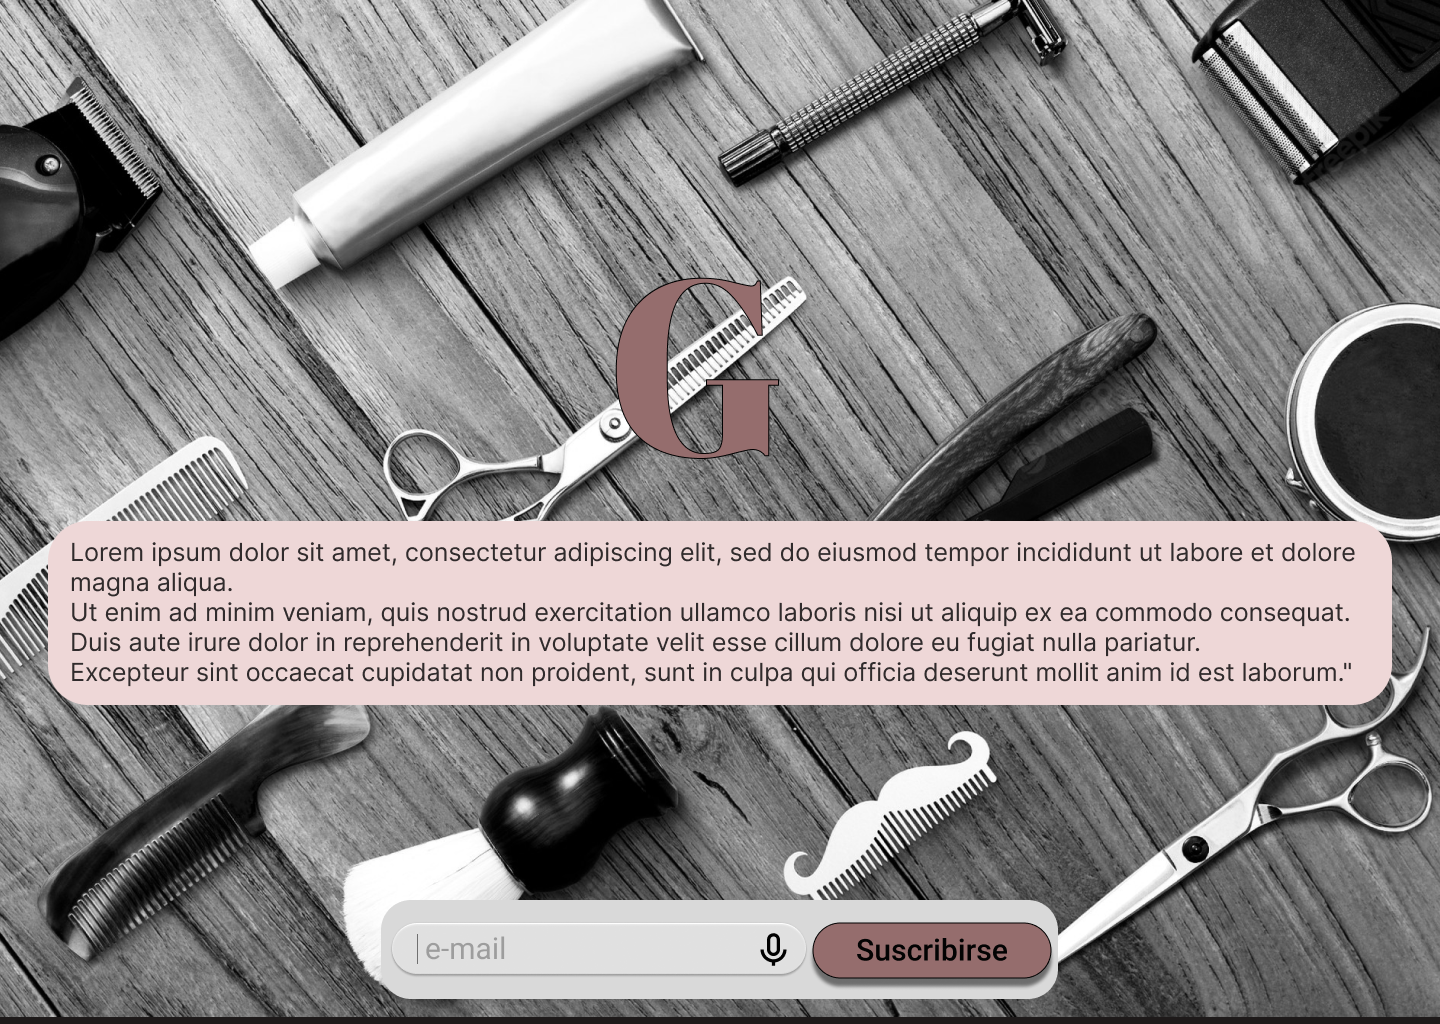 freepik
G
Lorem ipsum dolor sit amet, consectetur adipiscing elit, sed do eiusmod tempor incididunt ut labore et dolore
magna aliqua.
Ut enim ad minim veniam, quis nostrud exercitation ullamco laboris nisi ut aliquip ex ea commodo consequat.
Duis aute irure dolor in reprehenderit in voluptate velit esse cillum dolore eu fugiat nulla pariatur.
Excepteur sint occaecat cupidatat non proident, sunt in culpa qui officia deserunt mollit anim id est laborum."
e-mail
Suscribirse